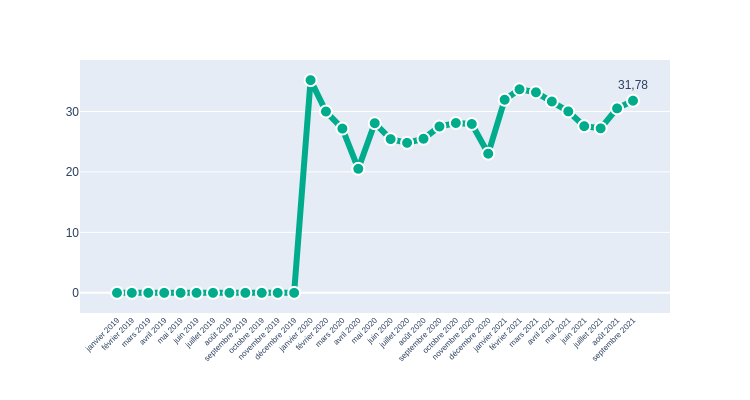 31,78
30
20
10
0
janvier 2019
février 2019
mars 2019
avril 2019
mai 2019
juin 2019
juillet 2019
août 2019
septembre 2019
octobre 2019
novembre 2019
décembre 2019
janvier 2020
février 2020
mars 2020
avril 2020
mai 2020
juin 2020
juillet 2020
août 2020
septembre 2020
octobre 2020
novembre 2020
décembre 2020
janvier 2021
février 2021
mars 2021
avril 2021
mai 2021
juin 2021
juillet 2021
août 2021
septembre 2021